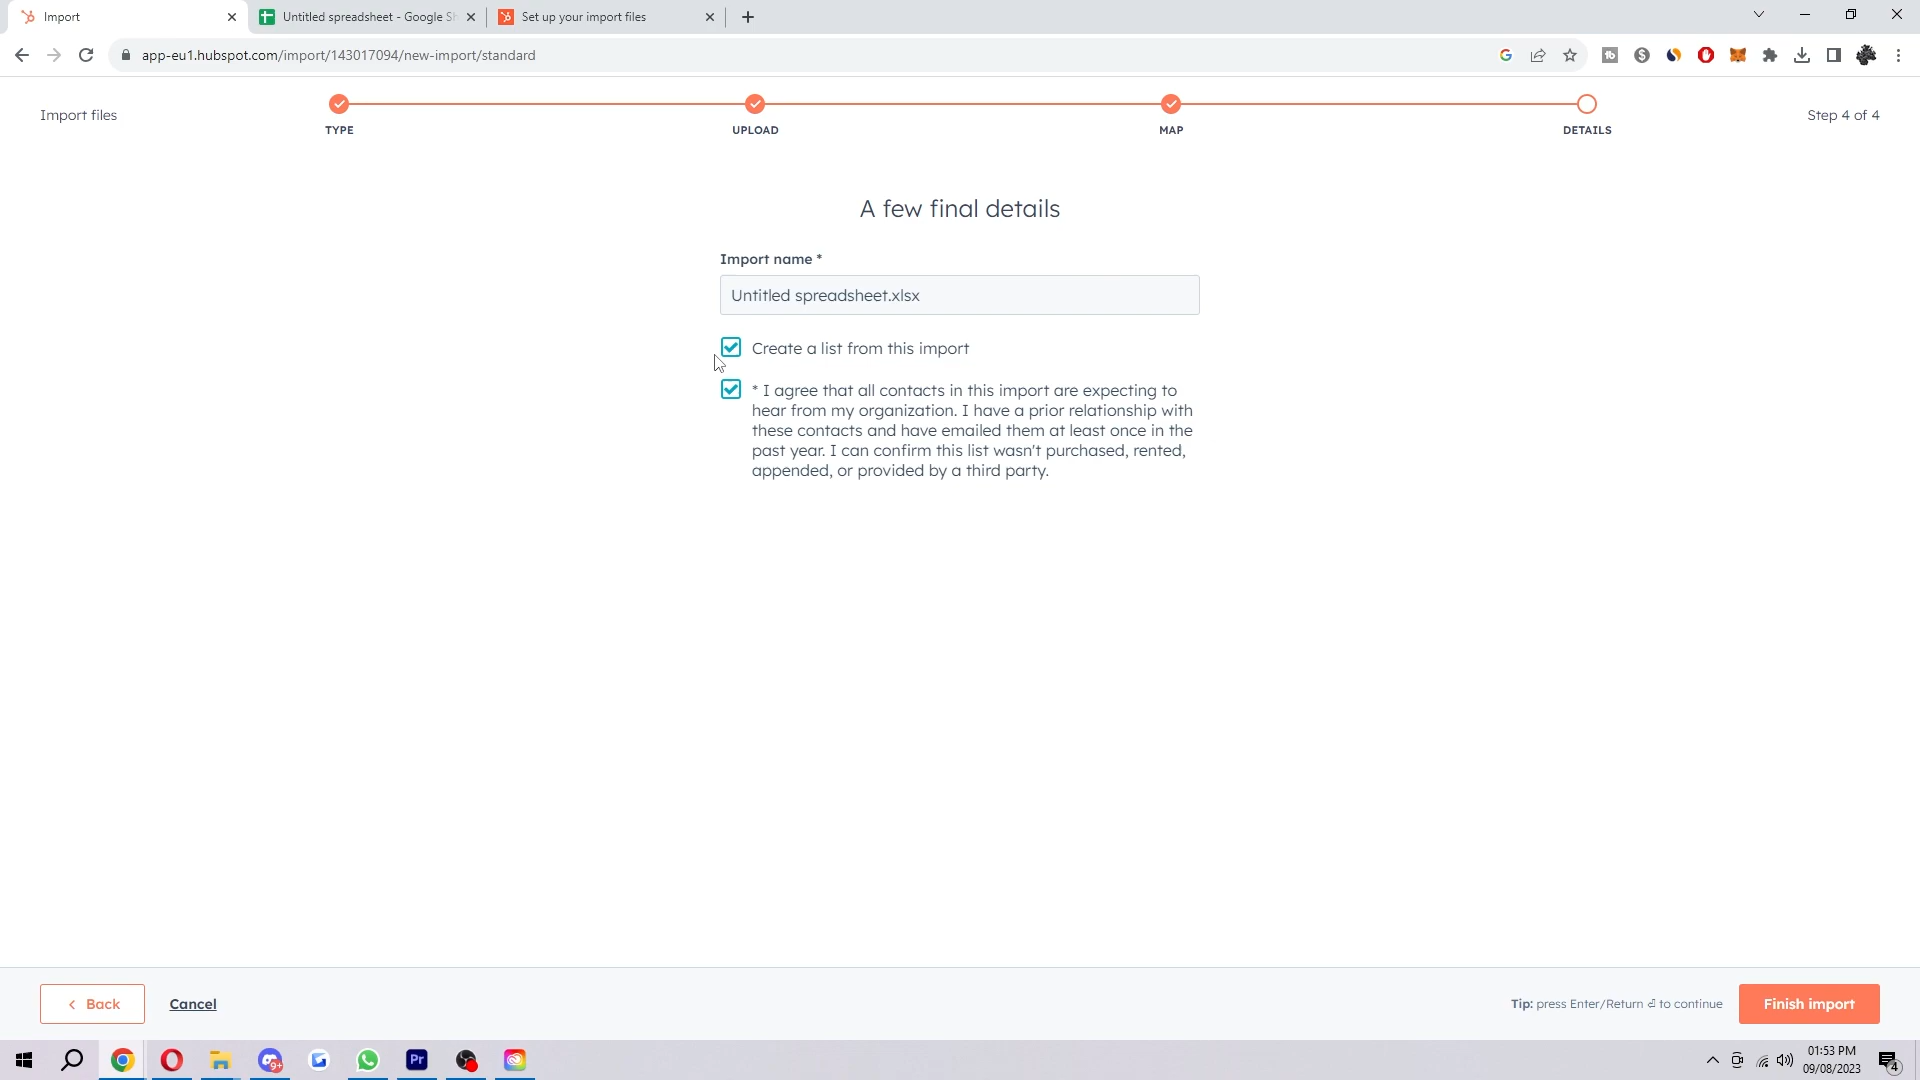 Import
Untitled spreadsheet - Google Sh
Set up your import files
app-eu1.hubspot.com/import/143017094/new-import/standard
Import files
TYPE
UPLOAD
MAP
DETAILS
Step 4 of 4
A few final details
Import name *
Untitled spreadsheet.xlsx
Create a list from this import
* I agree that all contacts in this import are expecting to
hear from my organization. I have a prior relationship with
these contacts and have emailed them at least once in the
past year. I can confirm this list wasn't purchased, rented,
appended, or provided by a third party.
Back
Cancel
Tip: press Enter/Return ⏎ to continue
Finish import
9+
Pr
01:53 PM
09/08/2023
4